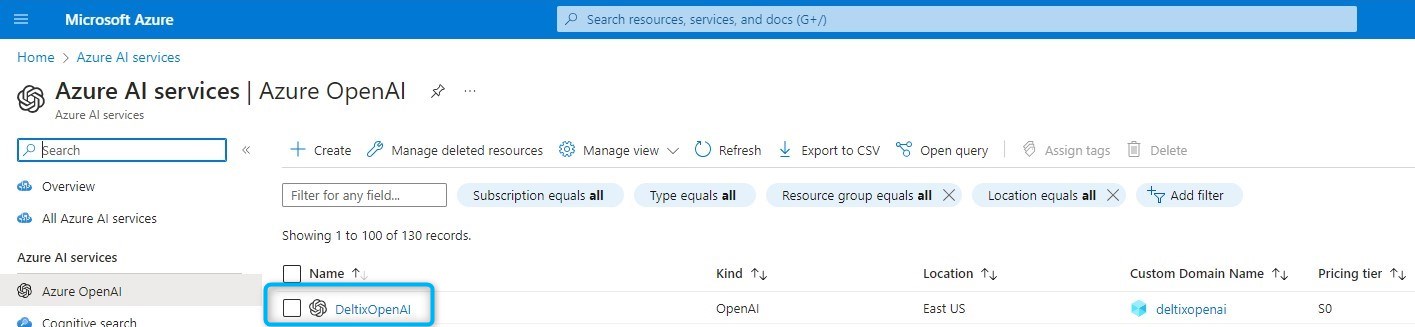 Microsoft Azure
Search resources, services, and docs (G+/)
Home > Azure AI services
Azure AI services | Azure OpenAI ...
Azure AI services
Search «
Create Manage deleted resources Manage view Refresh Export to CSV Open query Assign tags Delete
Overview
All Azure AI services
Azure AI services
Azure OpenAI
Cognitive search
Filter for any field... Subscription equals all Type equals all Resource group equals all Location equals all Add filter
Showing 1 to 100 of 130 records.
Name ↑↓ Kind ↑↓ Location ↑↓ Custom Domain Name ↑↓ Pricing tier ↑↓
DeltixOpenAI OpenAI East US deltixopenai S0